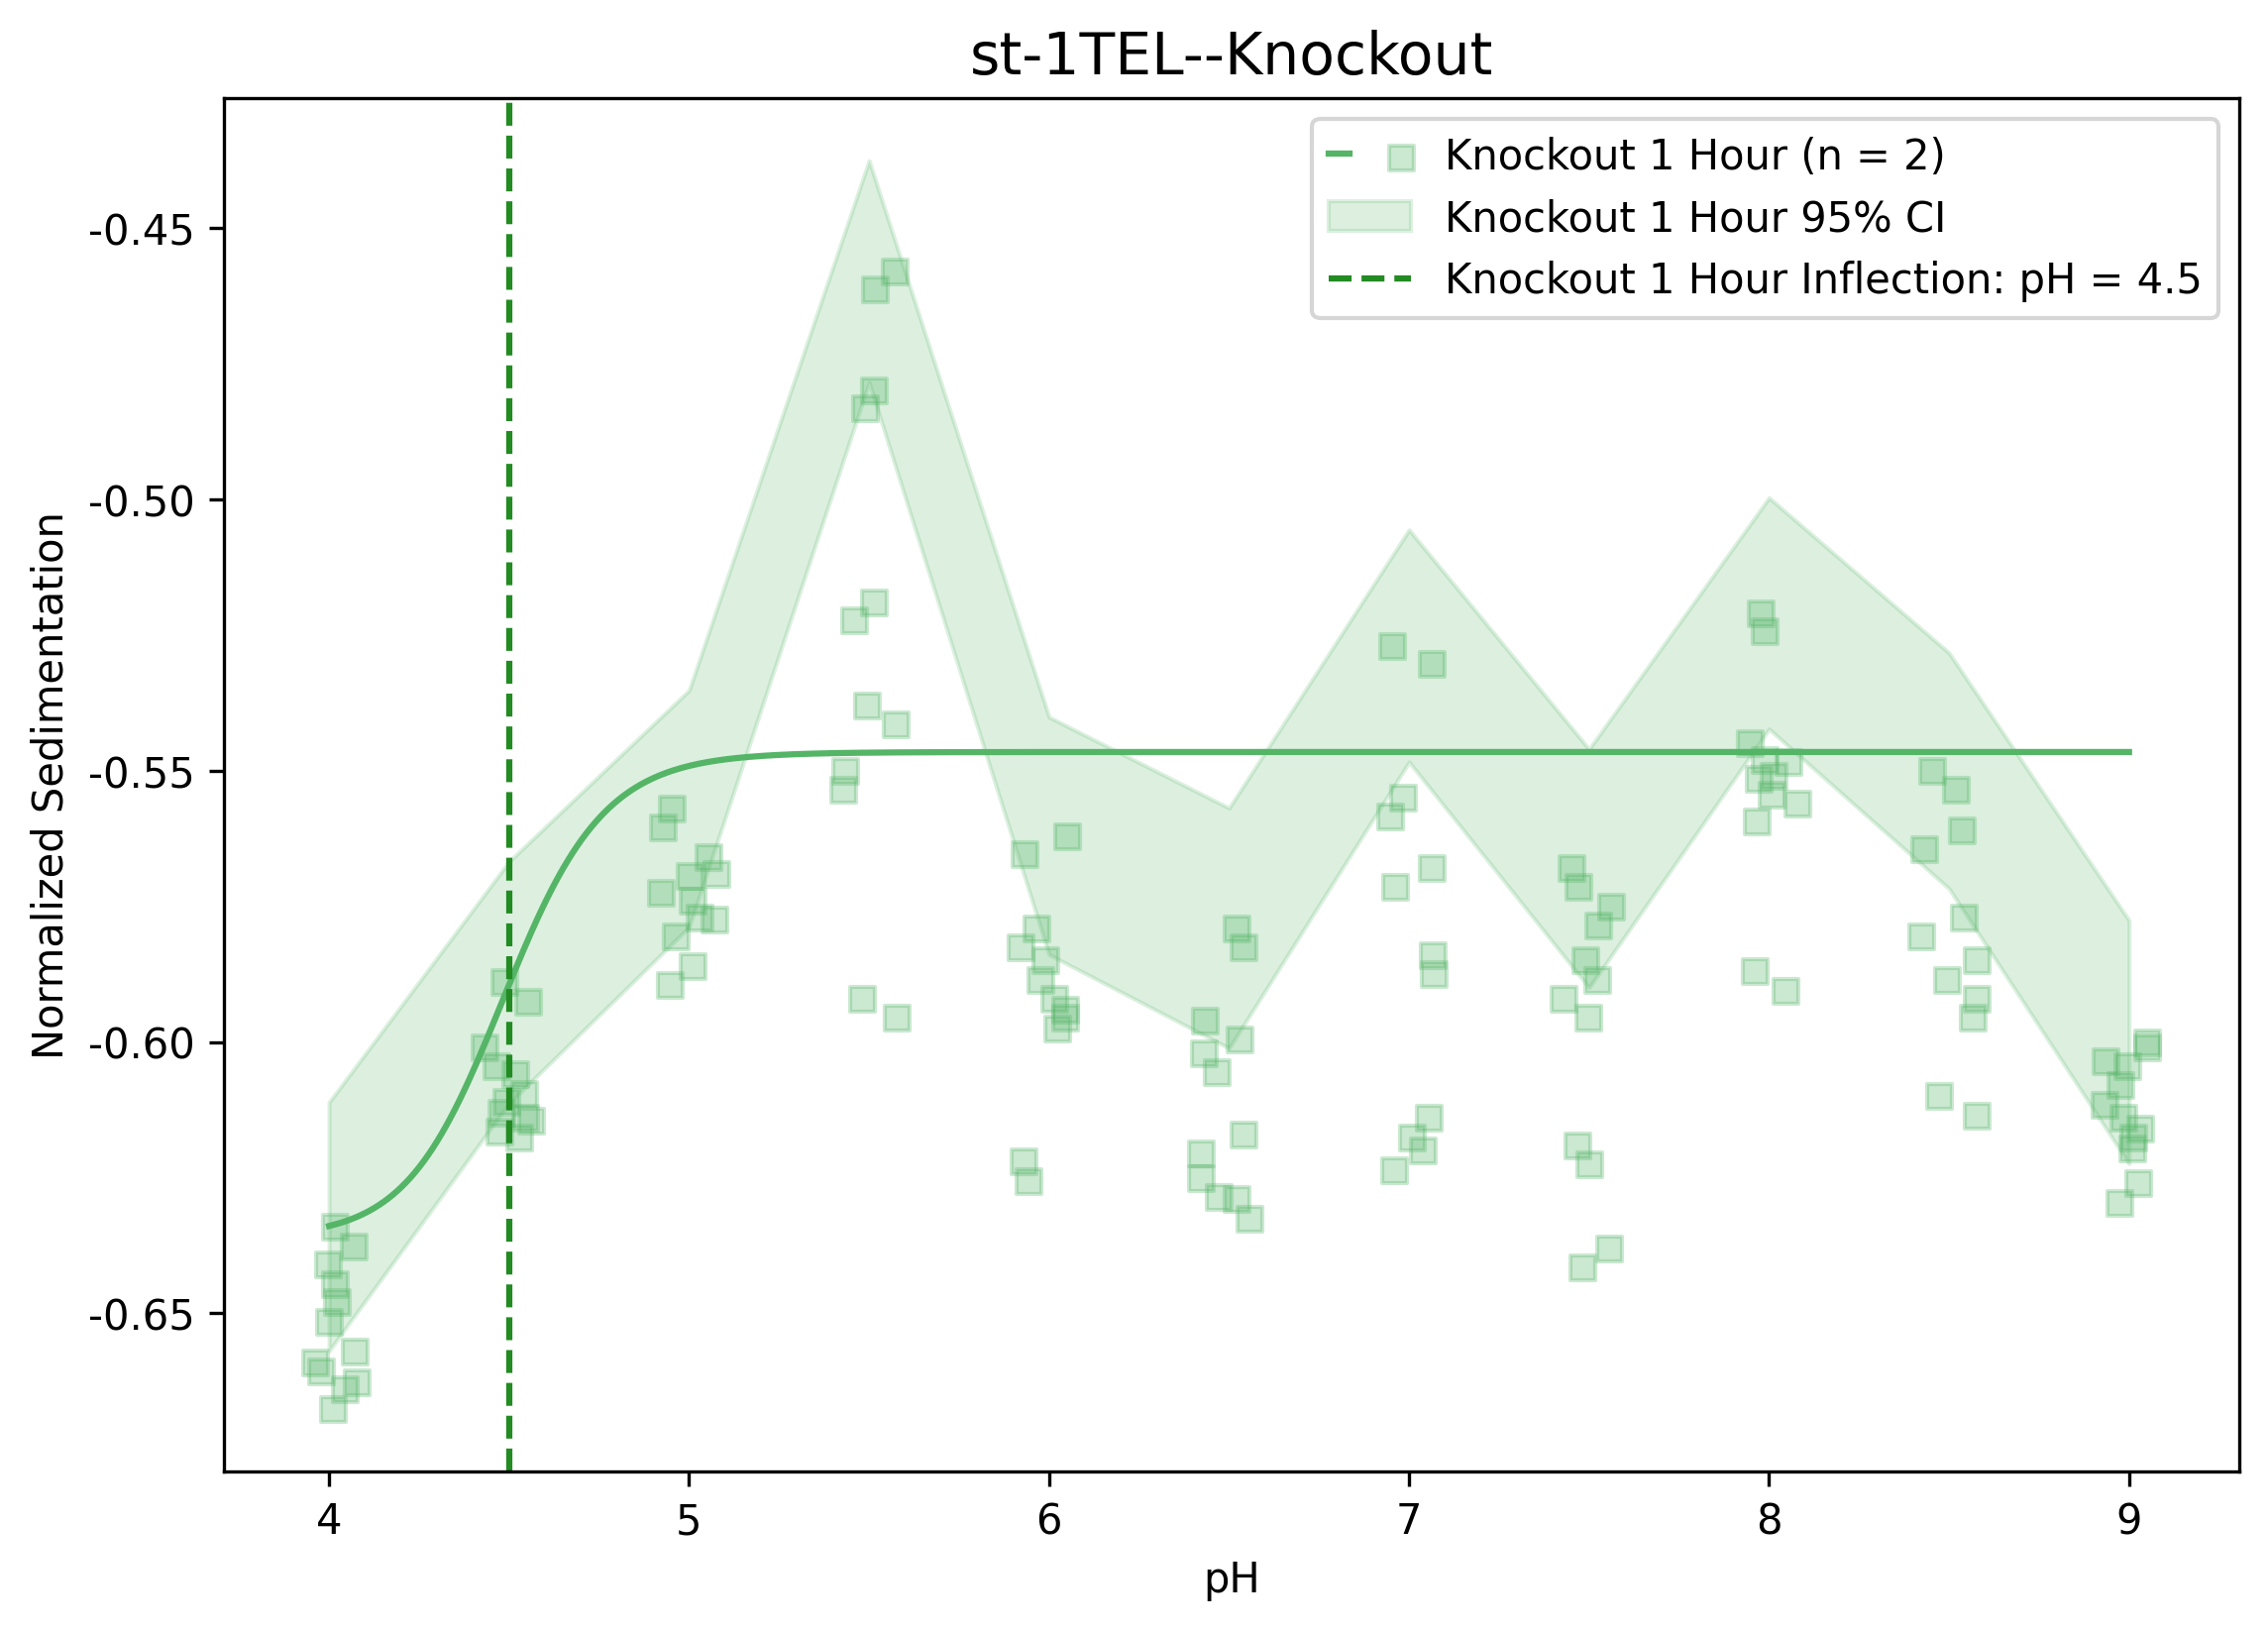 st-1TEL--Knockout
Knockout 1 Hour (n = 2)
Knockout 1 Hour 95% CI
Knockout 1 Hour Inflection: pH = 4.5
Normalized Sedimentation
-0.45
-0.50
-0.55
-0.60
-0.65
4 5 6 7 8 9
pH